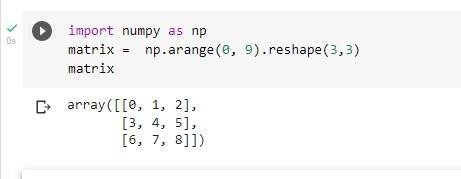 0s
import numpy as np
matrix =  np.arange(0, 9).reshape(3,3)
matrix
array([[0, 1, 2],
       [3, 4, 5],
       [6, 7, 8]])